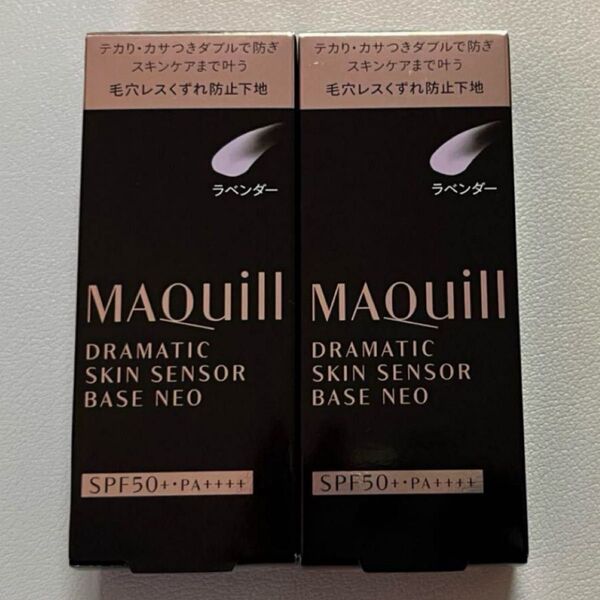 テカリ・カサつきダブルで防ぎ
スキンケアまで叶う
毛穴レスくずれ防止下地
ラベンダー
MAQuill
DRAMATIC
SKIN SENSOR
BASE NEO
SPF50+・PA++++
テカリ・カサつきダブルで防ぎ
スキンケアまで叶う
毛穴レスくずれ防止下地
ラベンダー
MAQuill
DRAMATIC
SKIN SENSOR
BASE NEO
SPF50+・PA++++